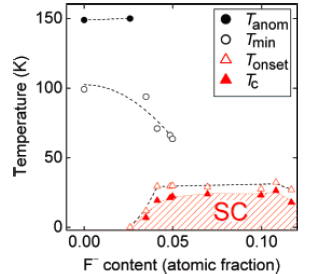 150
100
50
0
Temperature (K)
T_anom
T_min
T_onset
T_c
SC
0.00 0.05 0.10
F⁻ content (atomic fraction)